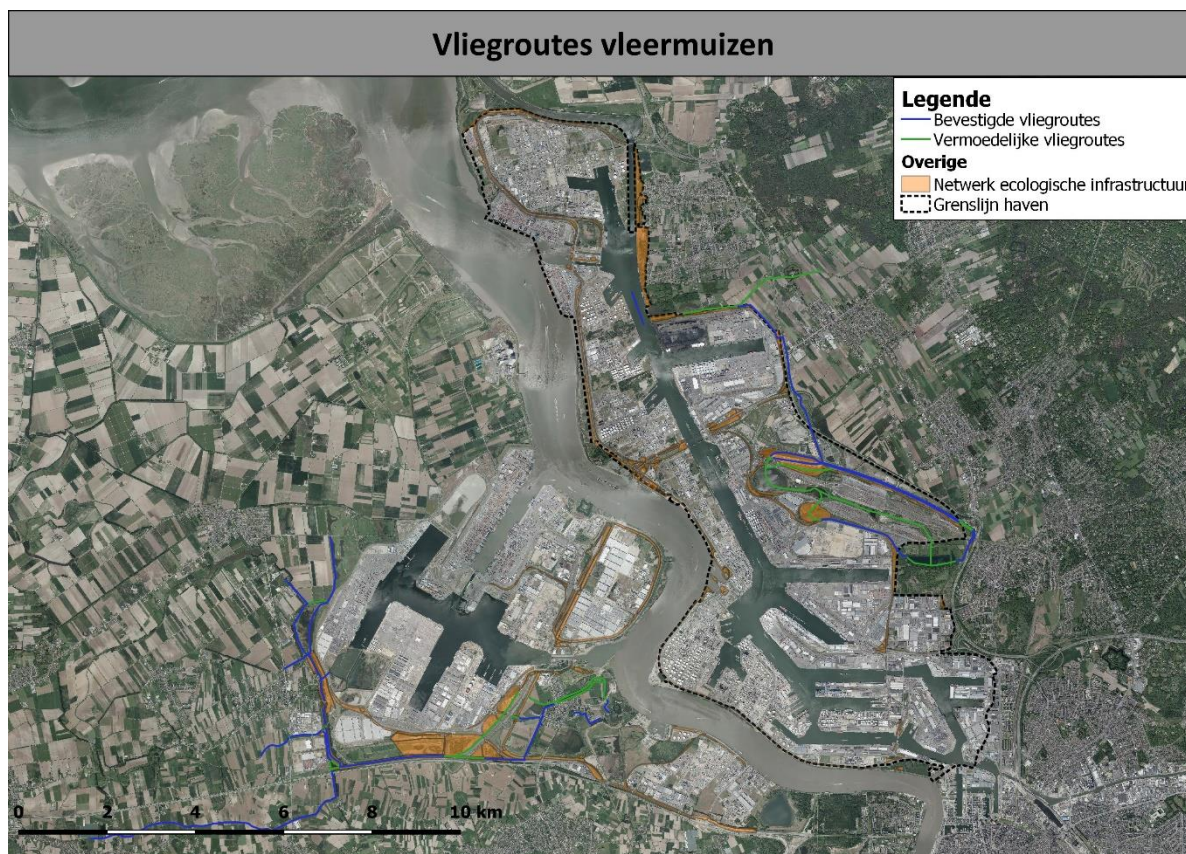 Vliegroutes vleermuizen
Legende
Bevestigde vliegroutes
Vermoedelijke vliegroutes
Overige
Netwerk ecologische infrastructuur
Grenslijn haven
0 2 4 6 8 10 km